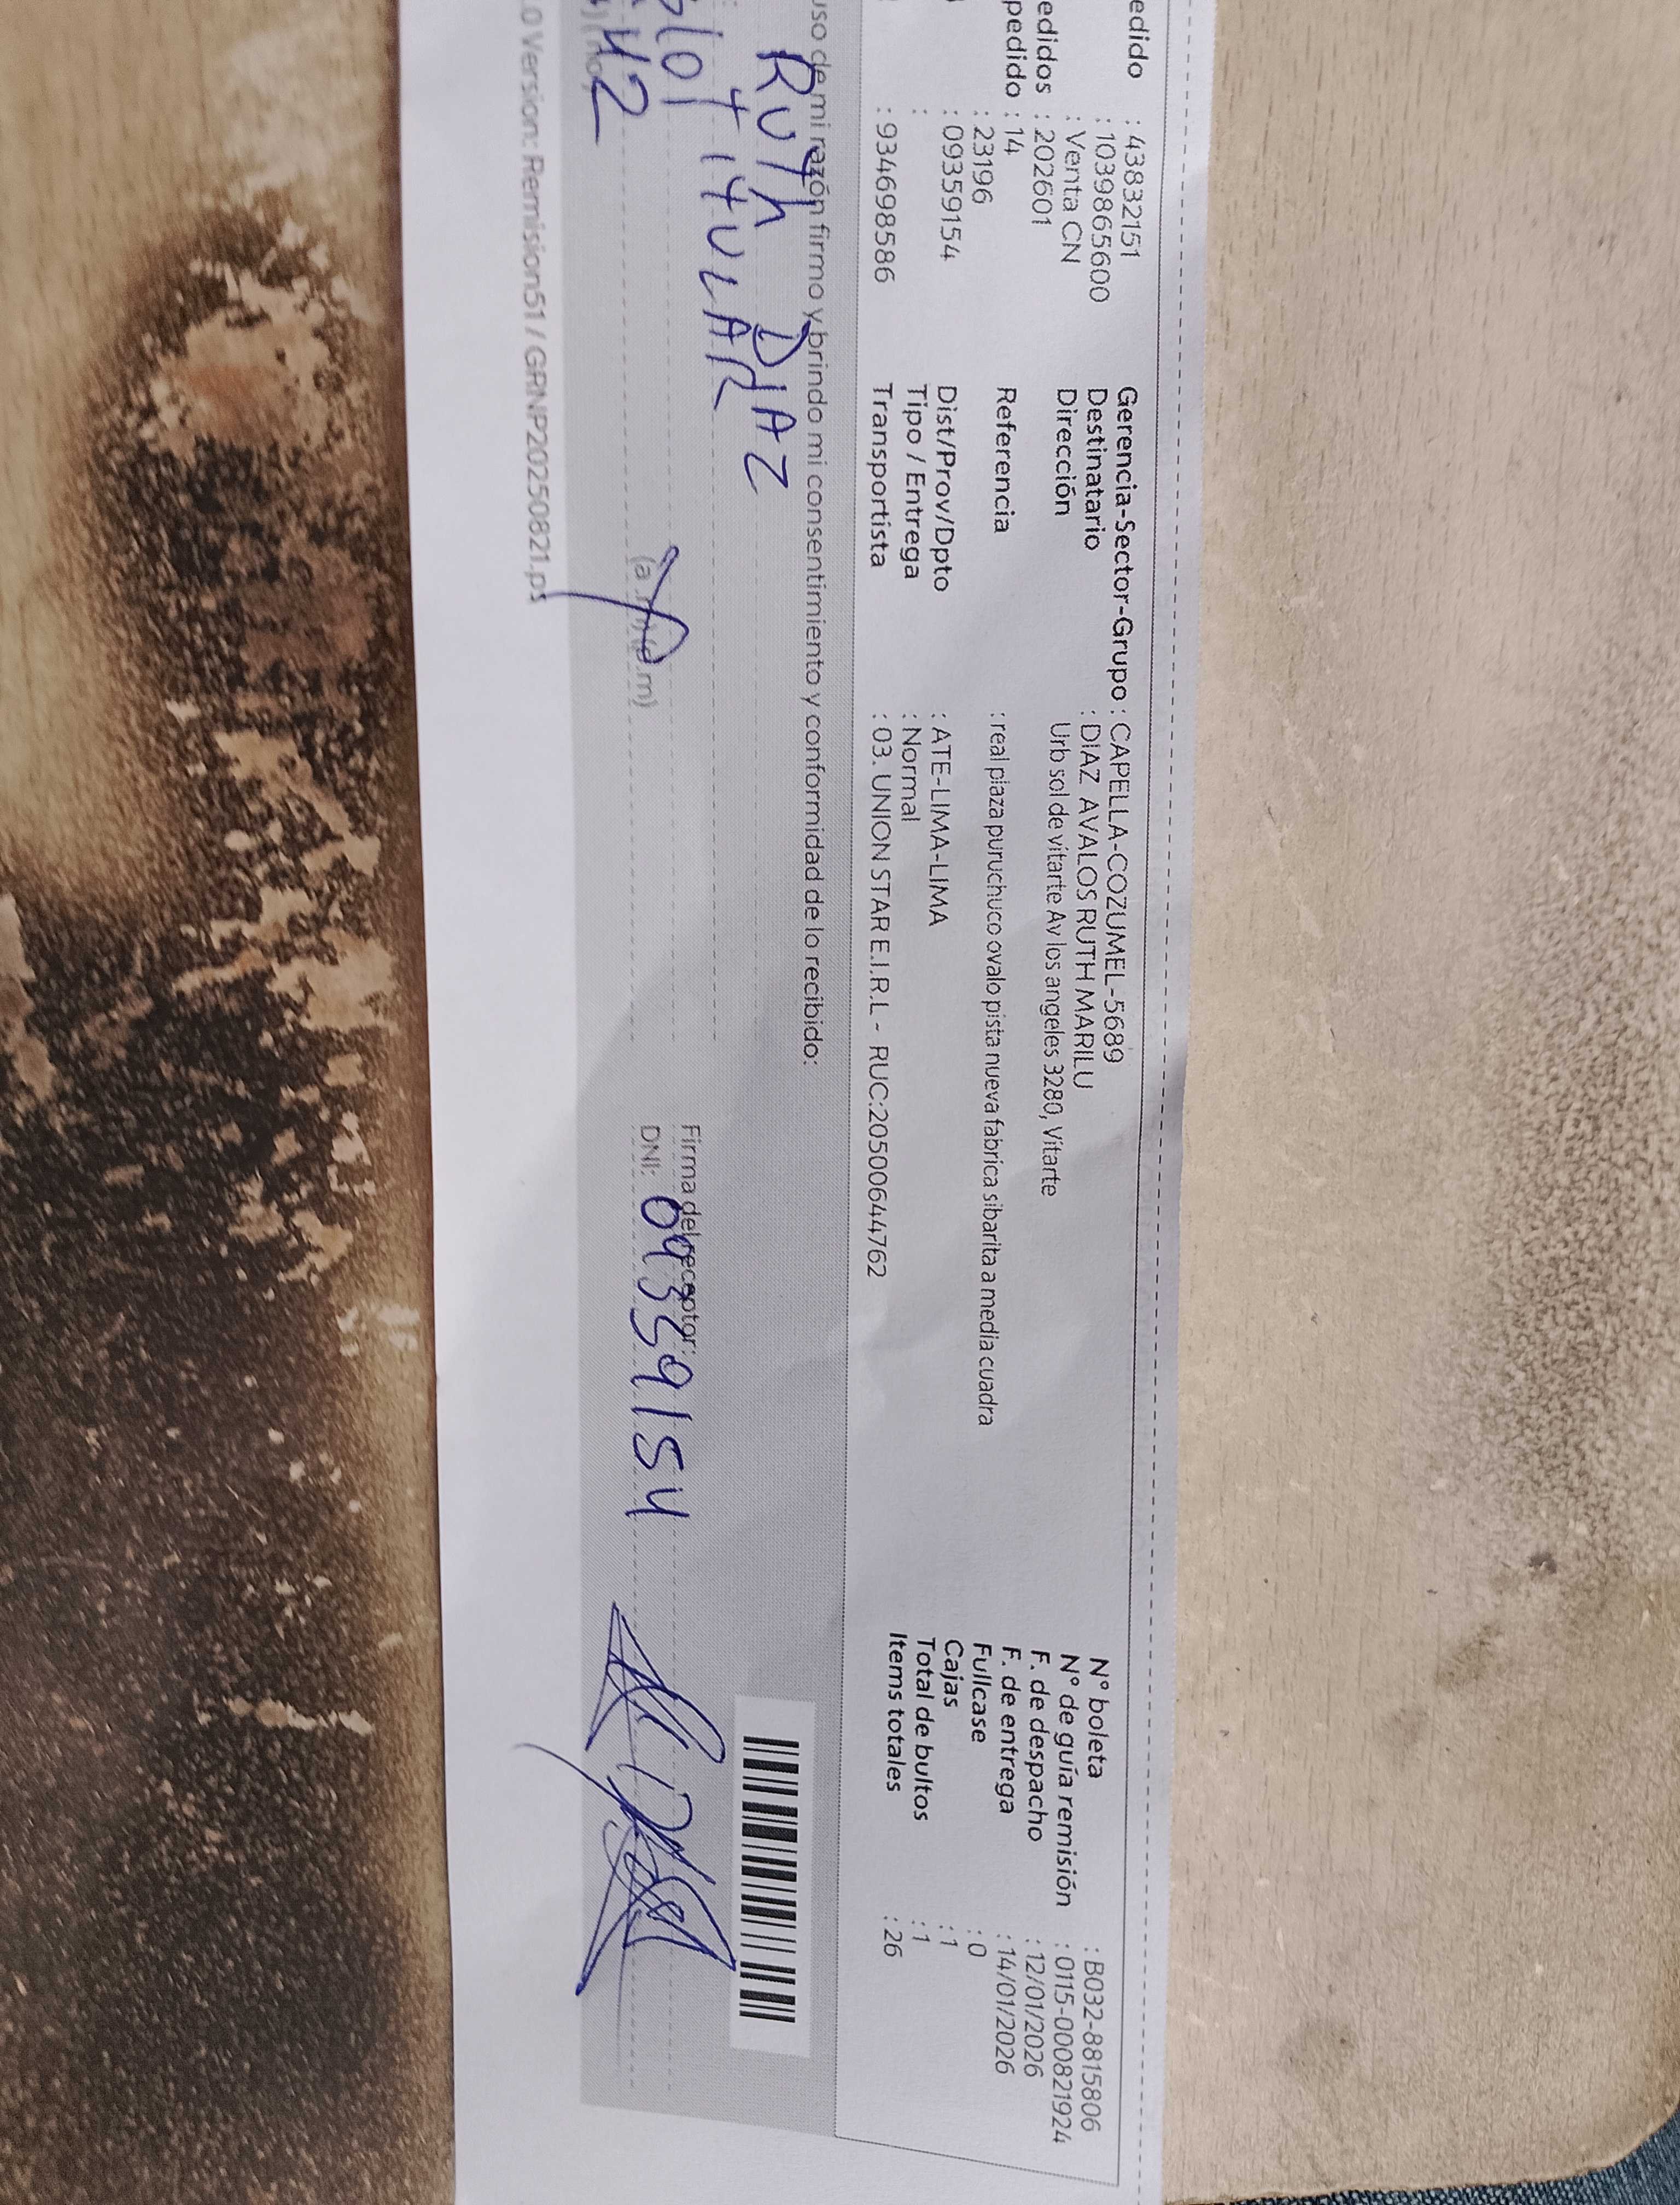 edido : 43832151 Gerencia-Sector-Grupo : CAPELLA-COZUMEL-5689
: 10398665600 Destinatario : DIAZ AVALOS RUTH MARILU N° boleta : B032-8815806
: Venta CN Dirección Urb sol de vitarte Av los angeles 3280, Vitarte N° de guía remisión : 0115-000821924
edidos : 202601 F. de despacho : 12/01/2026
pedido : 14 Referencia : real plaza puruchuco ovalo pista nueva fabrica sibarita a media cuadra F. de entrega : 14/01/2026
: 23196 Fullcase : 0
: 09359154 Dist/Prov/Dpto : ATE-LIMA-LIMA Cajas : 1
: Tipo / Entrega : Normal Total de bultos : 1
: 934698586 Transportista : 03. UNION STAR E.I.R.L - RUC:20500644762 Items totales : 26
uso de mi razón firmo y brindo mi consentimiento y conformidad de lo recibido:
RUTH DIAZ
TITULAR
Firma del receptor:
42 DNI: 09359154
.0 Version: Remision51 / GRNP20250821.ps